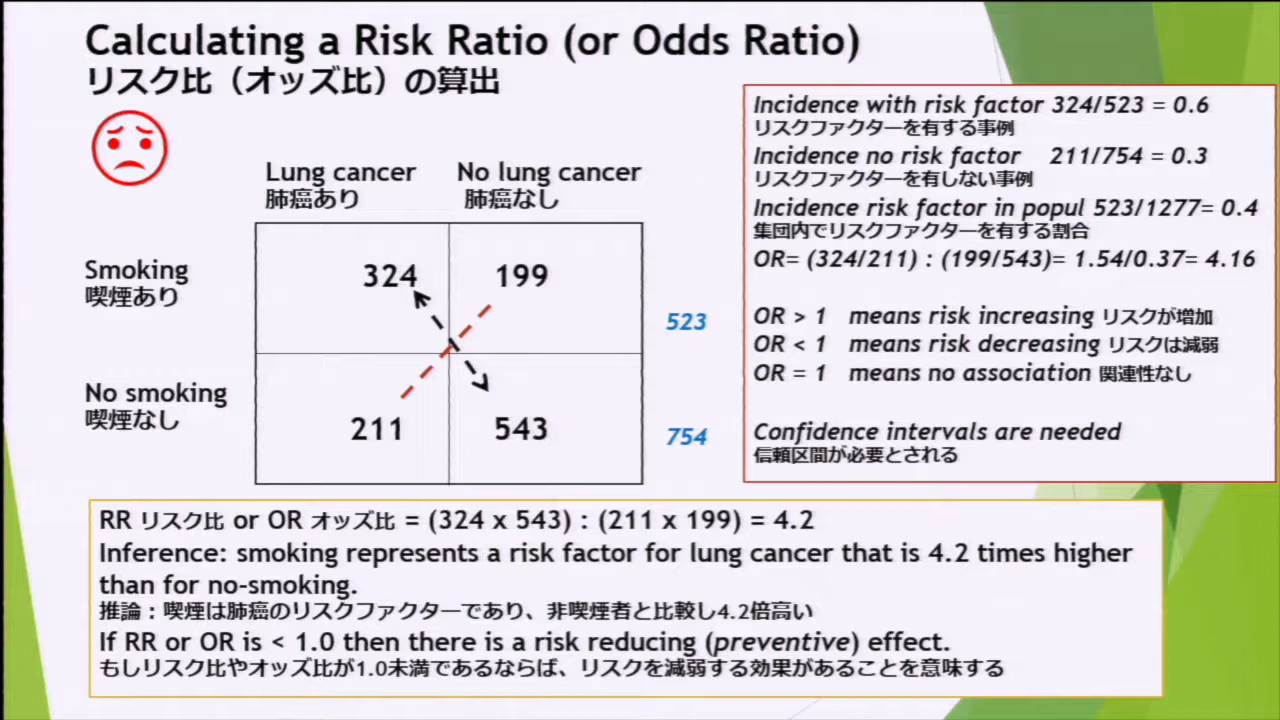 Calculating a Risk Ratio (or Odds Ratio)
リスク比（オッズ比）の算出
Lung cancer
肺癌あり
No lung cancer
肺癌なし
Smoking
喫煙あり
324
199
523
No smoking
喫煙なし
211
543
754
Incidence with risk factor 324/523 = 0.6
リスクファクターを有する事例
Incidence no risk factor 211/754 = 0.3
リスクファクターを有しない事例
Incidence risk factor in popul 523/1277= 0.4
集団内でリスクファクターを有する割合
OR= (324/211) : (199/543)= 1.54/0.37= 4.16
OR > 1 means risk increasing リスクが増加
OR < 1 means risk decreasing リスクは減弱
OR = 1 means no association 関連性なし
Confidence intervals are needed
信頼区間が必要とされる
RR リスク比 or OR オッズ比 = (324 x 543) : (211 x 199) = 4.2
Inference: smoking represents a risk factor for lung cancer that is 4.2 times higher
than for no-smoking.
推論：喫煙は肺癌のリスクファクターであり、非喫煙者と比較し4.2倍高い
If RR or OR is < 1.0 then there is a risk reducing (preventive) effect.
もしリスク比やオッズ比が1.0未満であるならば、リスクを減弱する効果があることを意味する